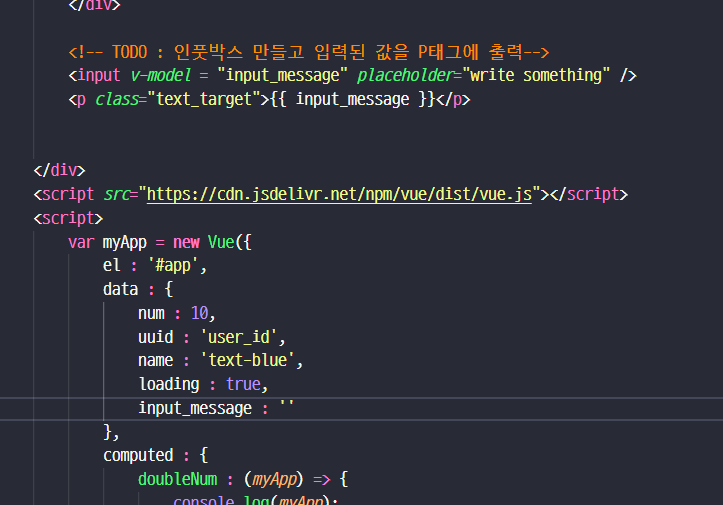 </div>
<!-- TODO : 인풋박스 만들고 입력된 값을 P태그에 출력-->
<input v-model = "input_message" placeholder="write something" />
<p class="text_target">{{ input_message }}</p>
</div>
<script src="https://cdn.jsdelivr.net/npm/vue/dist/vue.js"></script>
<script>
var myApp = new Vue({
el : '#app',
data : {
num : 10,
uuid : 'user_id',
name : 'text-blue',
loading : true,
input_message : ''
},
computed : {
doubleNum : (myApp) => {
console.log(myApp);